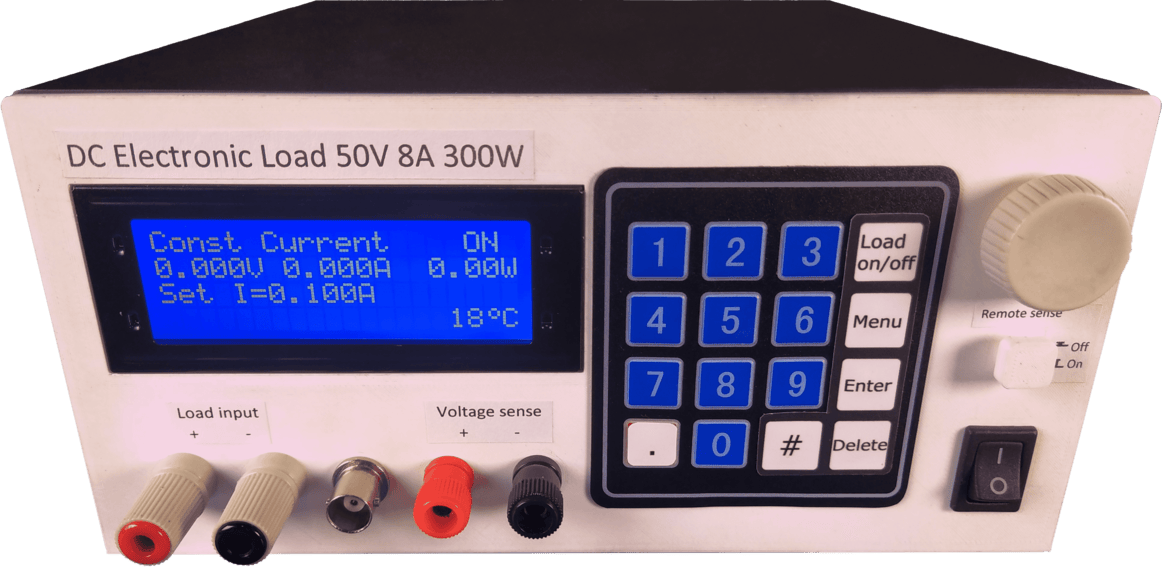 DC Electronic Load 50V 8A 300W
Const Current ON
0.000V 0.000A 0.00W
Set I=0.100A
18°C
Load input
+ -
Voltage sense
+ -
1 2 3 Load on/off
4 5 6 Menu
7 8 9 Enter
. 0 # Delete
Remote sense
Off
On
I
O